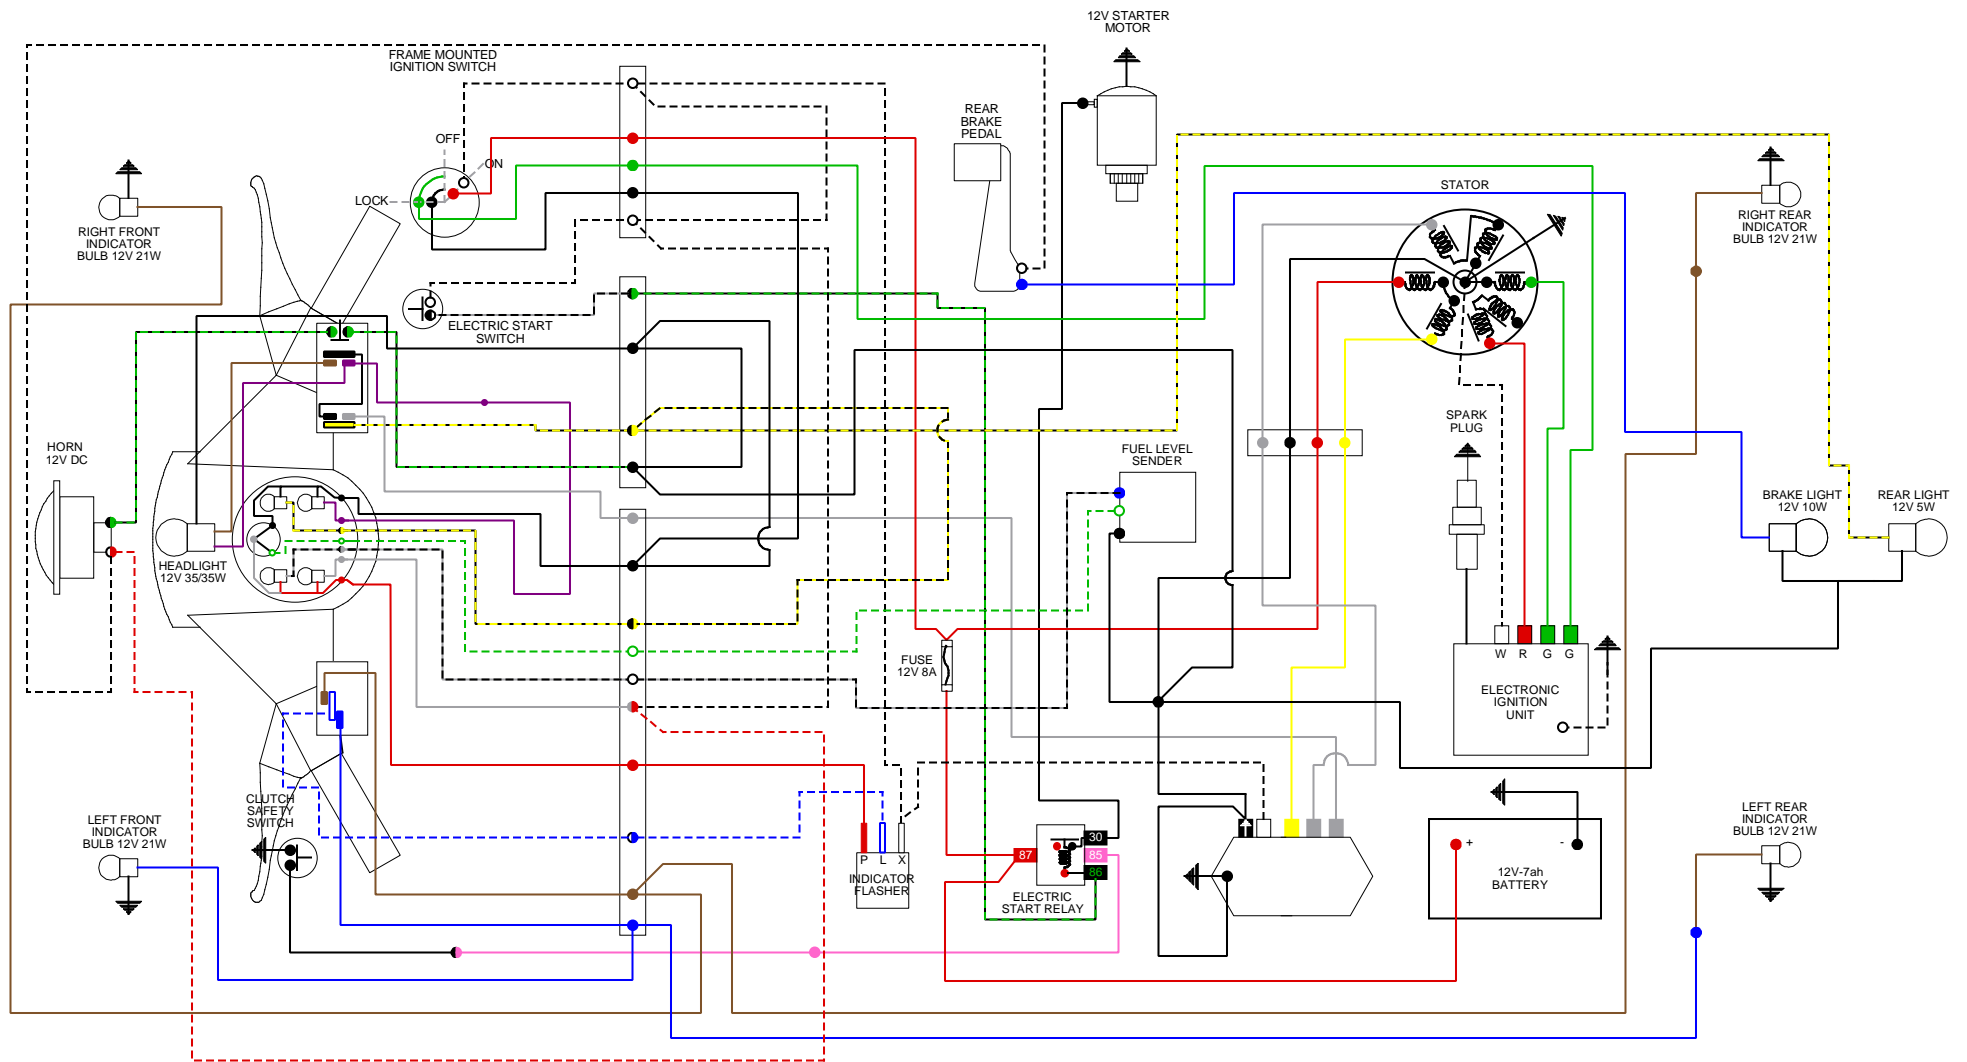 12V STARTER
MOTOR
FRAME MOUNTED
IGNITION SWITCH
OFF
ON
LOCK
REAR
BRAKE
PEDAL
STATOR
RIGHT FRONT
INDICATOR
BULB 12V 21W
RIGHT REAR
INDICATOR
BULB 12V 21W
ELECTRIC START
SWITCH
HORN
12V DC
SPARK
PLUG
FUEL LEVEL
SENDER
BRAKE LIGHT
12V 10W
REAR LIGHT
12V 5W
HEADLIGHT
12V 35/35W
FUSE
12V 8A
W R G G
ELECTRONIC
IGNITION
UNIT
CLUTCH
SAFETY
SWITCH
LEFT FRONT
INDICATOR
BULB 12V 21W
LEFT REAR
INDICATOR
BULB 12V 21W
P L X
INDICATOR
FLASHER
30
87
85
86
ELECTRIC
START RELAY
+ -
12V-7ah
BATTERY